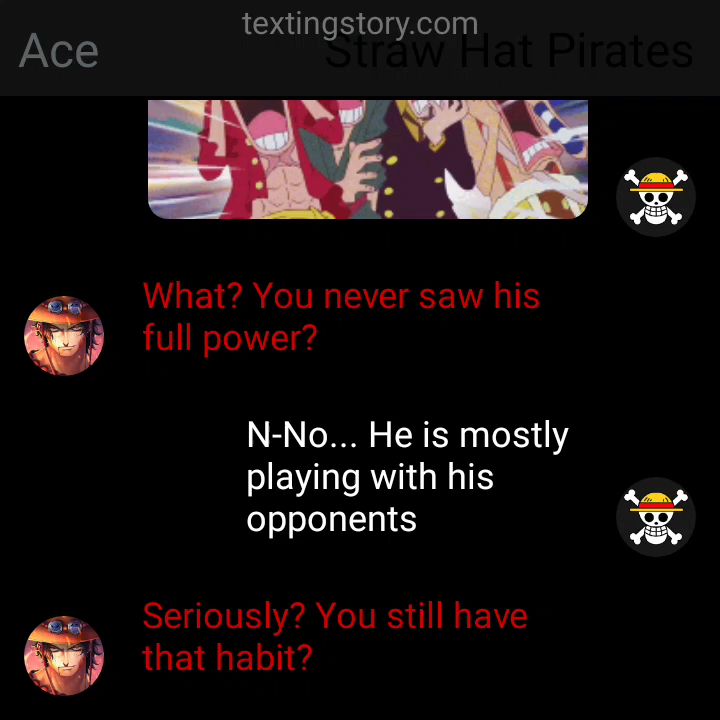 textingstory.com
Ace
Straw Hat Pirates
What? You never saw his
full power?
N-No... He is mostly
playing with his
opponents
Seriously? You still have
that habit?